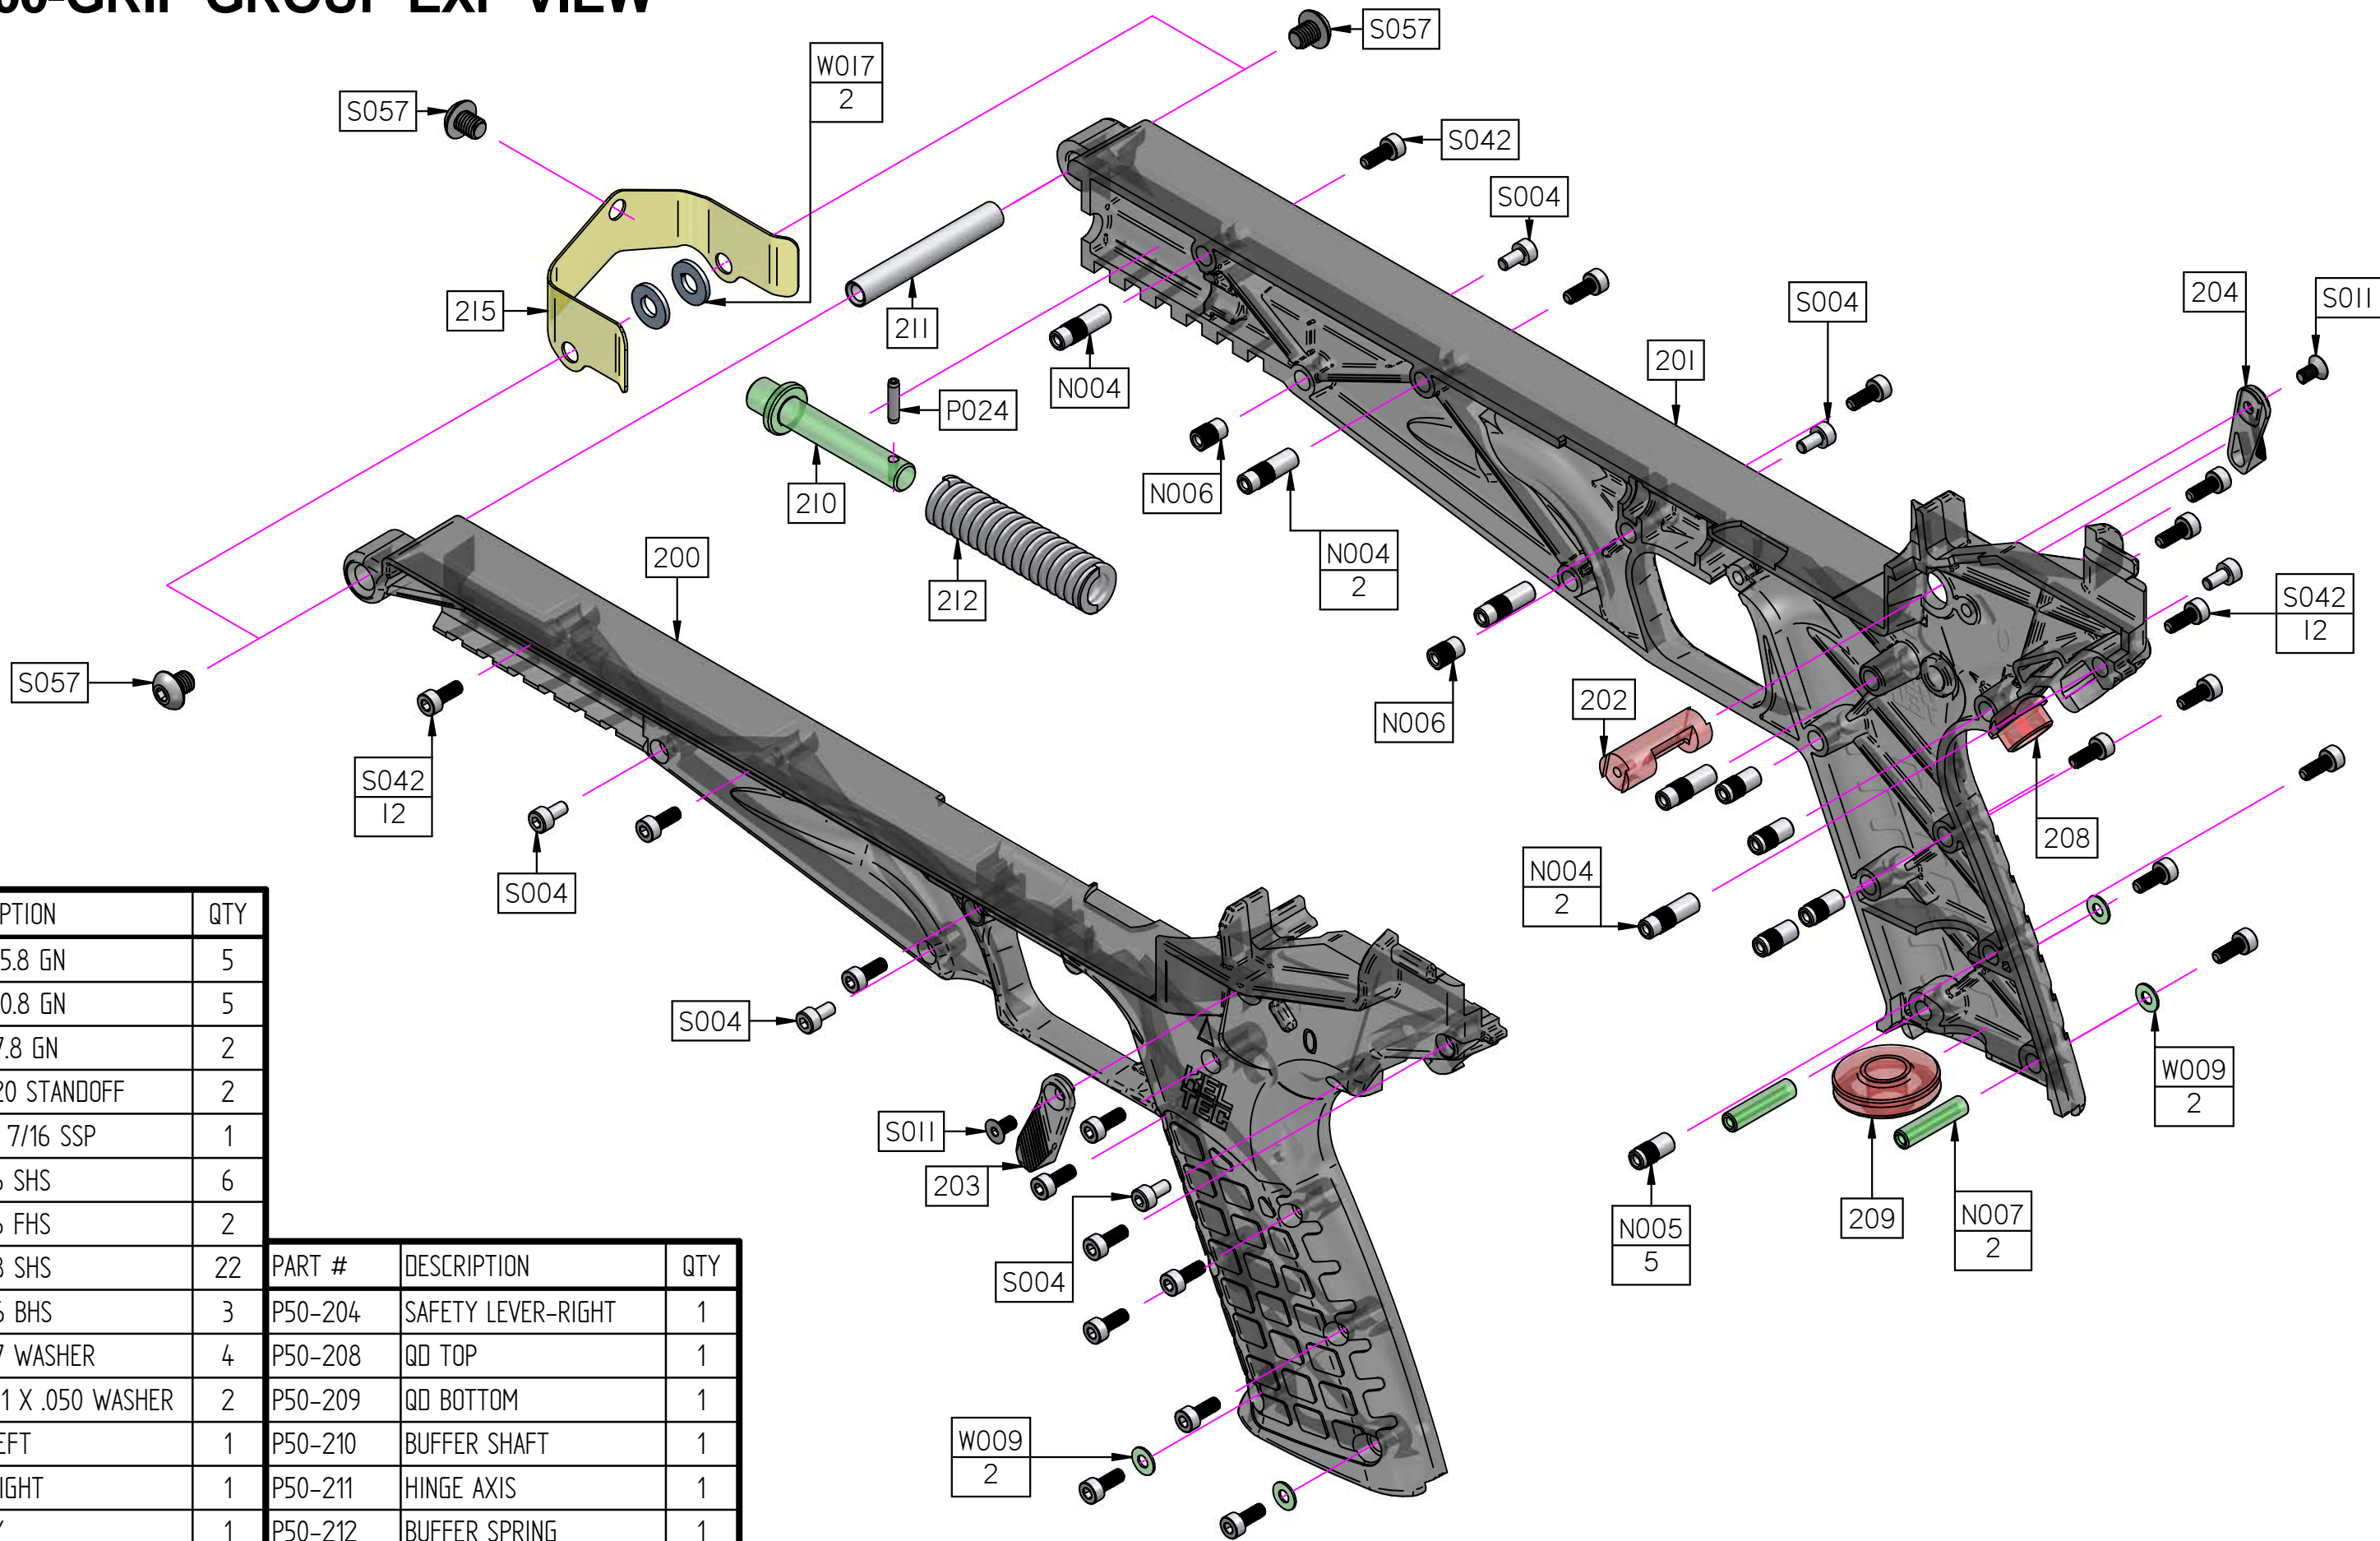 GRIP GROUP EXP VIEW
S057
W017
2
S057
S042
S004
S004
204
S011
215
211
N004
P024
201
210
N006
N004
2
212
200
S042
12
N006
202
S057
S042
12
S004
208
N004
2
S004
W009
2
S011
203
S004
N005
5
209
N007
2
W009
2
KEL
TEC
QTY
5.8 GN 5
0.8 GN 5
7.8 GN 2
20 STANDOFF 2
7/16 SSP 1
SHS 6
FHS 2
SHS 22
BHS 3
WASHER 4
1 X .050 WASHER 2
1
1
1
PART # DESCRIPTION QTY
P50-204 SAFETY LEVER-RIGHT 1
P50-208 QD TOP 1
P50-209 QD BOTTOM 1
P50-210 BUFFER SHAFT 1
P50-211 HINGE AXIS 1
P50-212 BUFFER SPRING 1